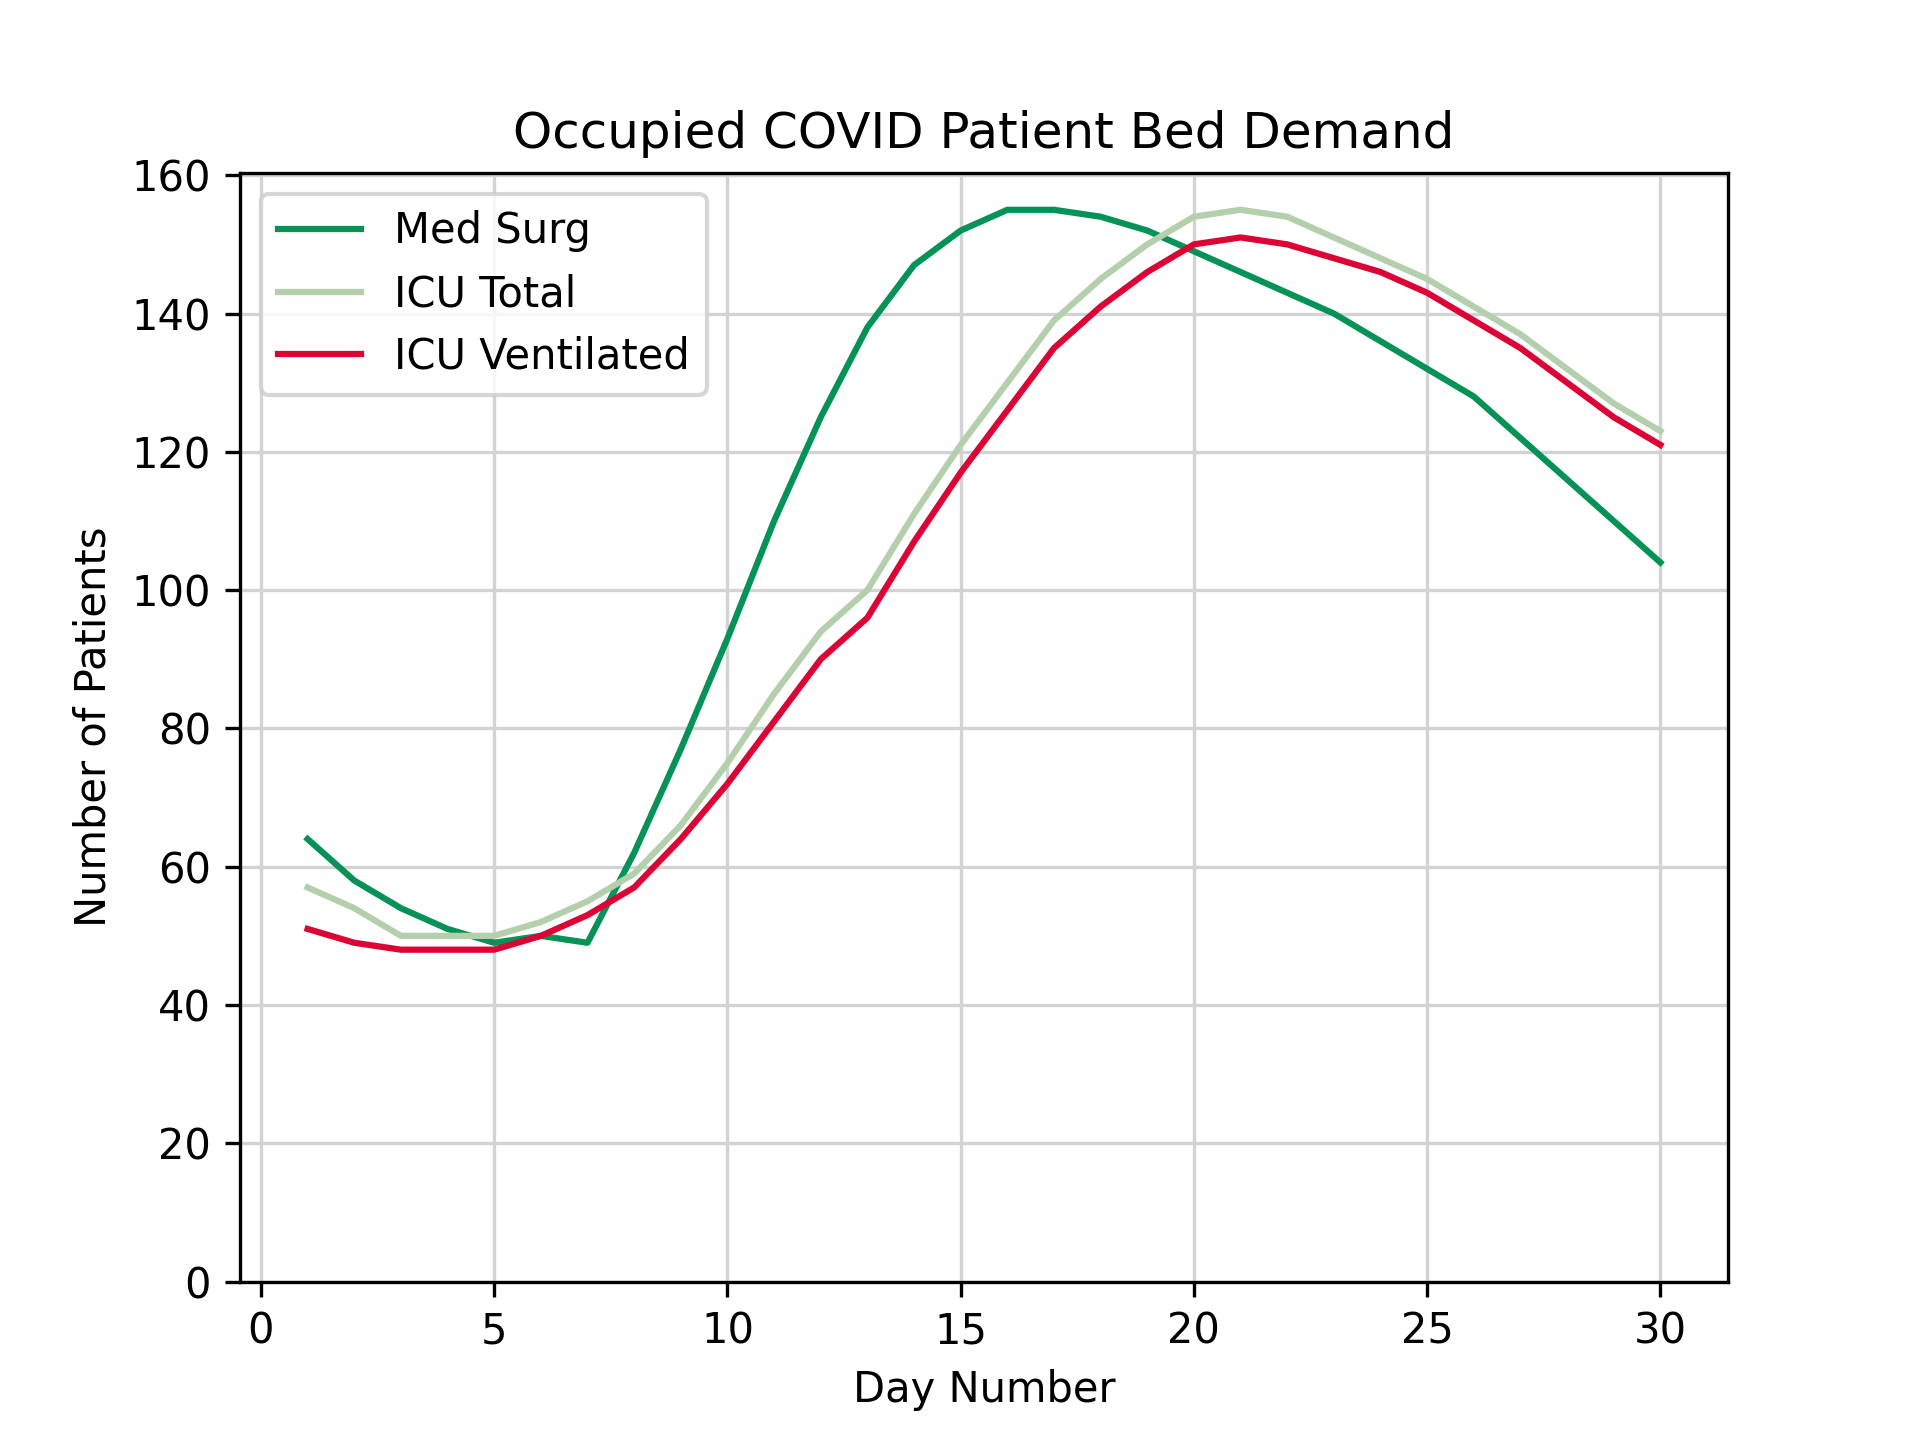 Occupied COVID Patient Bed Demand
Med Surg
ICU Total
ICU Ventilated
160
140
120
100
80
60
40
20
0
Number of Patients
0 5 10 15 20 25 30
Day Number